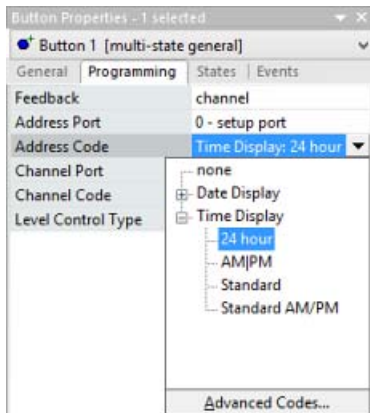 Button Properties - 1 selected
Button 1 [multi-state general]
General Programming States Events
Feedback channel
Address Port 0 - setup port
Address Code Time Display: 24 hour
Channel Port none
Channel Code Date Display
Level Control Type Time Display
24 hour
AM|PM
Standard
Standard AM/PM
Advanced Codes...